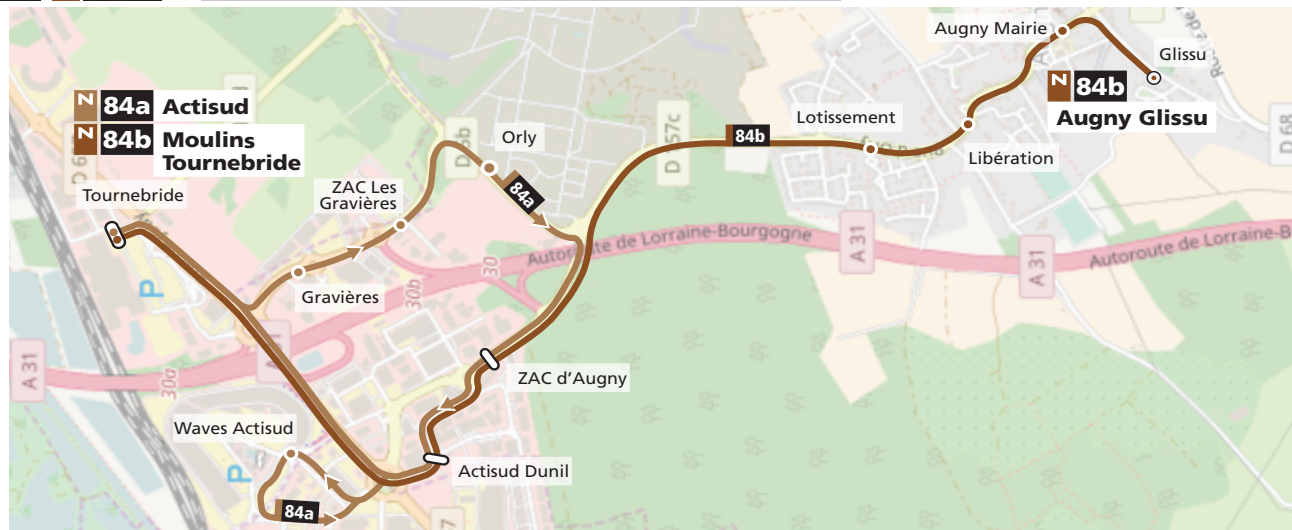 N 84a Actisud
N 84b Moulins
Tournebride
Tournebride
ZAC Les
Gravières
Orly
84a
Gravières
84b
Lotissement
Libération
Augny Mairie
Glissu
N 84b
Augny Glissu
ZAC d’Augny
Actisud Dunil
Waves Actisud
84a
Autoroute de Lorraine-Bourgogne
Autoroute de Lorraine-B
A 31
A 31
A 31
30
30b
30a
D 5b
D 68
P
P
7